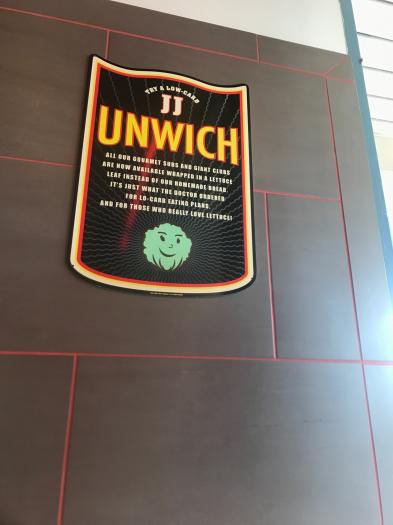 TRY A LOW-CARB
JJ
UNWICH
ALL OUR GOURMET SUBS AND GIANT CLUBS
ARE NOW AVAILABLE WRAPPED IN A LETTUCE
LEAF INSTEAD OF OUR HOMEMADE BREAD.
IT'S JUST WHAT THE DOCTOR ORDERED
FOR LO-CARB EATING PLANS,
AND FOR THOSE WHO REALLY LOVE LETTUCE!